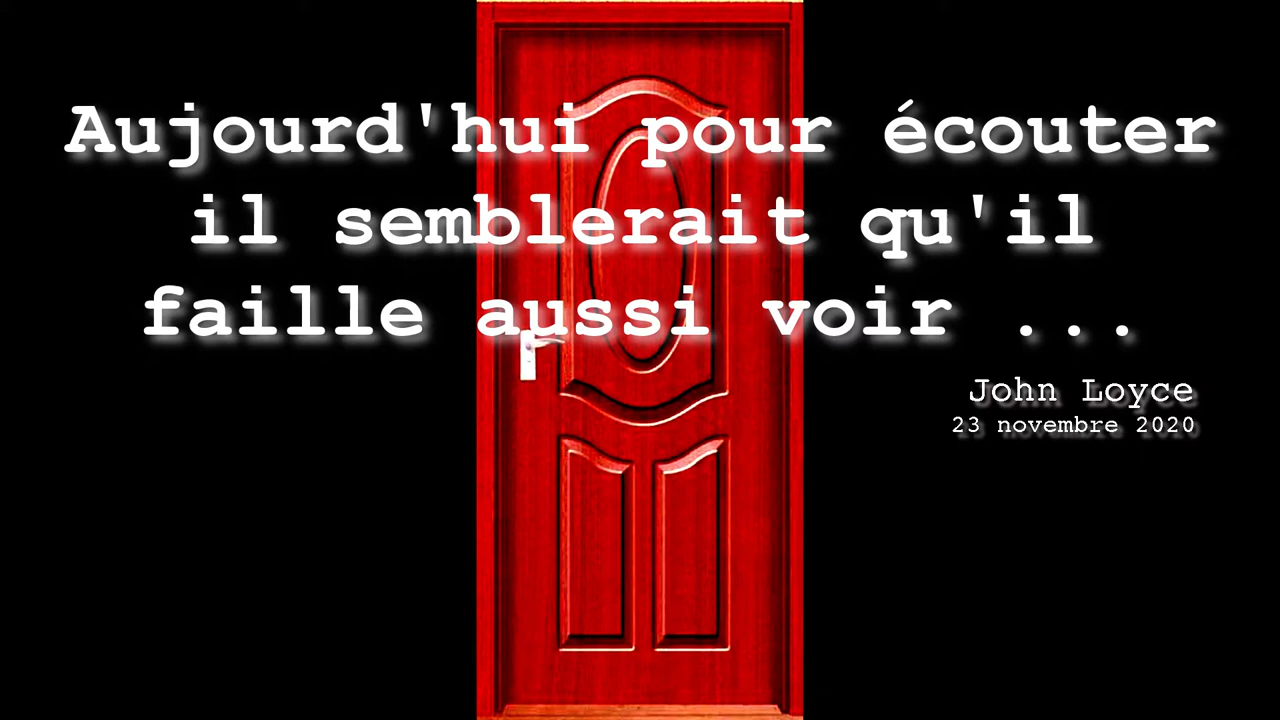 Aujourd'hui pour écouter
il semblerait qu'il
faille aussi voir ...
John Loyce
23 novembre 2020